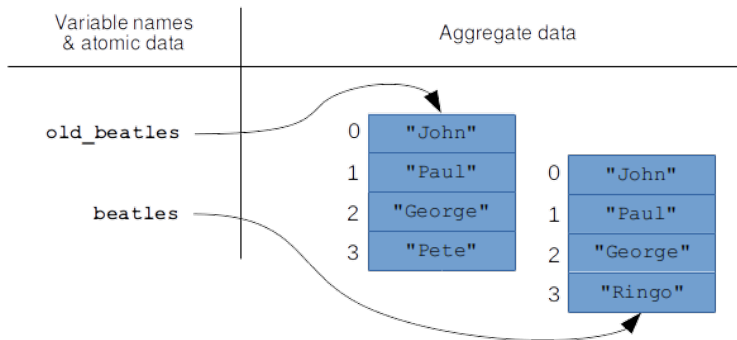 Variable names
& atomic data
Aggregate data
old_beatles
0 "John"
1 "Paul"
2 "George"
3 "Pete"
beatles
0 "John"
1 "Paul"
2 "George"
3 "Ringo"